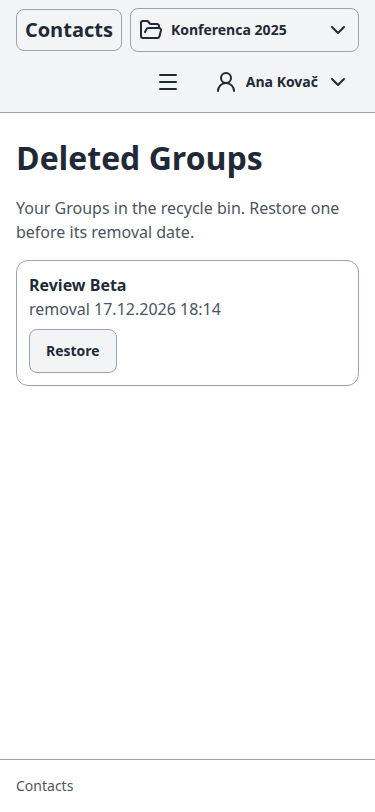 Contacts
Konferenca 2025
Ana Kovač
Deleted Groups
Your Groups in the recycle bin. Restore one
before its removal date.
Review Beta
removal 17.12.2026 18:14
Restore
Contacts